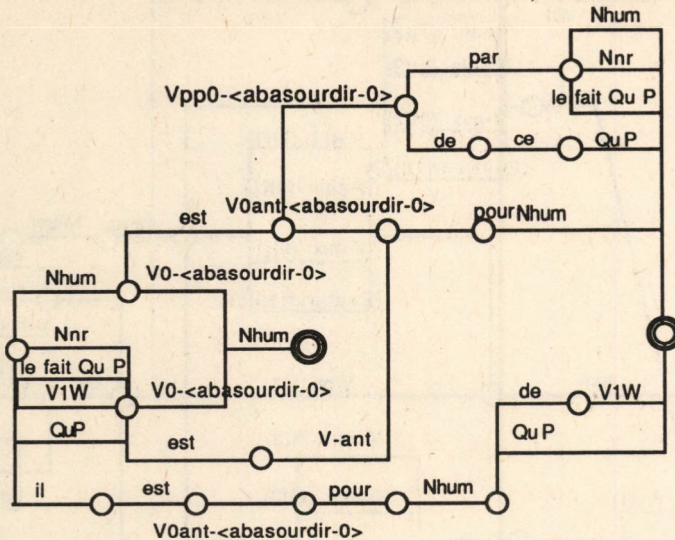 Nhum
par Nnr
Vpp0-<abasourdir-0> le fait Qu P
de ce Qu P
est V0ant-<abasourdir-0> pour Nhum
Nhum V0-<abasourdir-0>
Nnr Nhum
le fait Qu P
V1W V0-<abasourdir-0> de V1W
QuP est V-ant Qu P
il est pour Nhum
V0ant-<abasourdir-0>